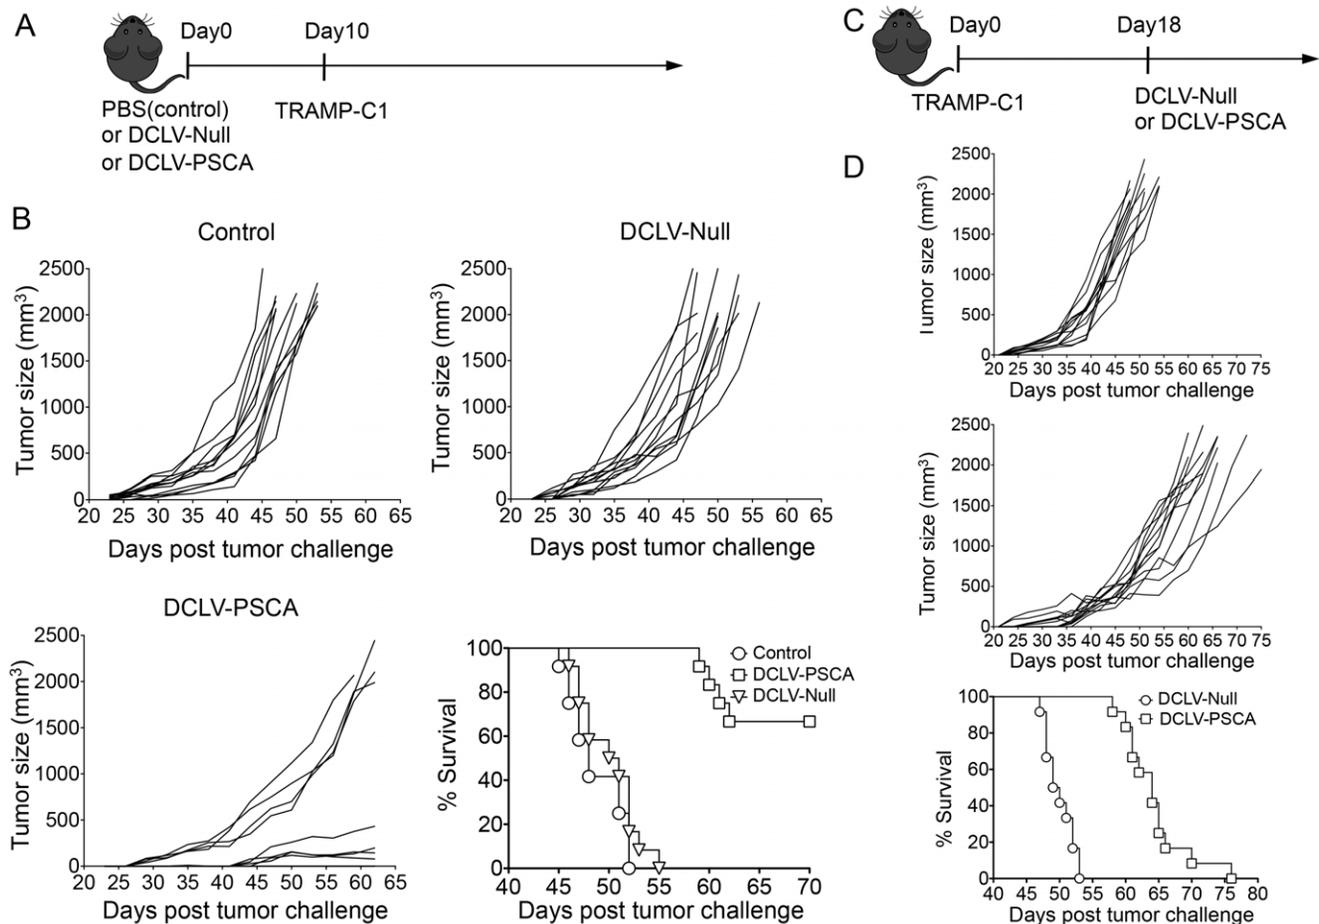 A
Day0
Day10
PBS(control)
or DCLV-Null
or DCLV-PSCA
TRAMP-C1
C
Day0
Day18
TRAMP-C1
DCLV-Null
or DCLV-PSCA
B
Control
Tumor size (mm³)
2500
2000
1500
1000
500
0
20 25 30 35 40 45 50 55 60 65
Days post tumor challenge
DCLV-Null
Tumor size (mm³)
2500
2000
1500
1000
500
0
20 25 30 35 40 45 50 55 60 65
Days post tumor challenge
DCLV-PSCA
Tumor size (mm³)
2500
2000
1500
1000
500
0
20 25 30 35 40 45 50 55 60 65
Days post tumor challenge
% Survival
100
80
60
40
20
0
40 45 50 55 60 65 70
Days post tumor challenge
Control
DCLV-PSCA
DCLV-Null
D
Tumor size (mm³)
2500
2000
1500
1000
500
0
20 25 30 35 40 45 50 55 60 65 70 75
Days post tumor challenge
Tumor size (mm³)
2500
2000
1500
1000
500
0
20 25 30 35 40 45 50 55 60 65 70 75
Days post tumor challenge
% Survival
100
80
60
40
20
0
40 45 50 55 60 65 70 75 80
Days post tumor challenge
DCLV-Null
DCLV-PSCA